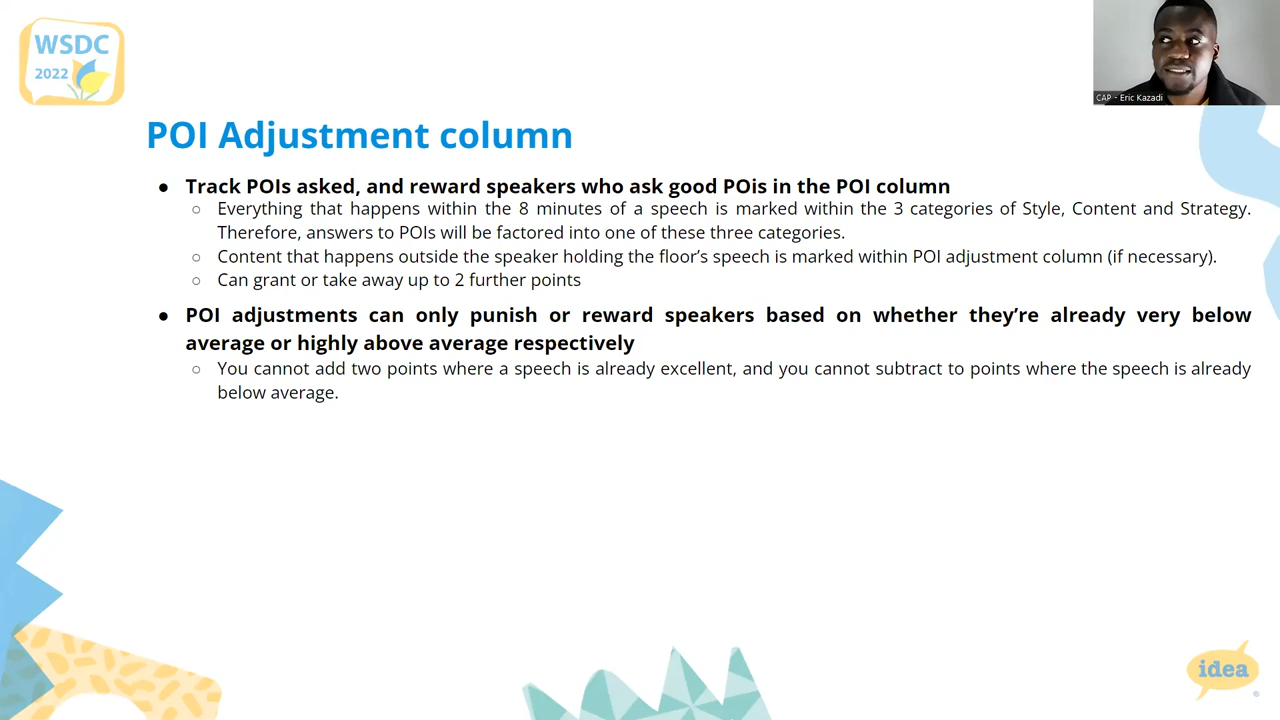 WSDC
2022
CAP - Eric Kazadi
POI Adjustment column
● Track POIs asked, and reward speakers who ask good POis in the POI column
○ Everything that happens within the 8 minutes of a speech is marked within the 3 categories of Style, Content and Strategy.
Therefore, answers to POIs will be factored into one of these three categories.
○ Content that happens outside the speaker holding the floor’s speech is marked within POI adjustment column (if necessary).
○ Can grant or take away up to 2 further points
● POI adjustments can only punish or reward speakers based on whether they’re already very below
average or highly above average respectively
○ You cannot add two points where a speech is already excellent, and you cannot subtract to points where the speech is already
below average.
idea
®